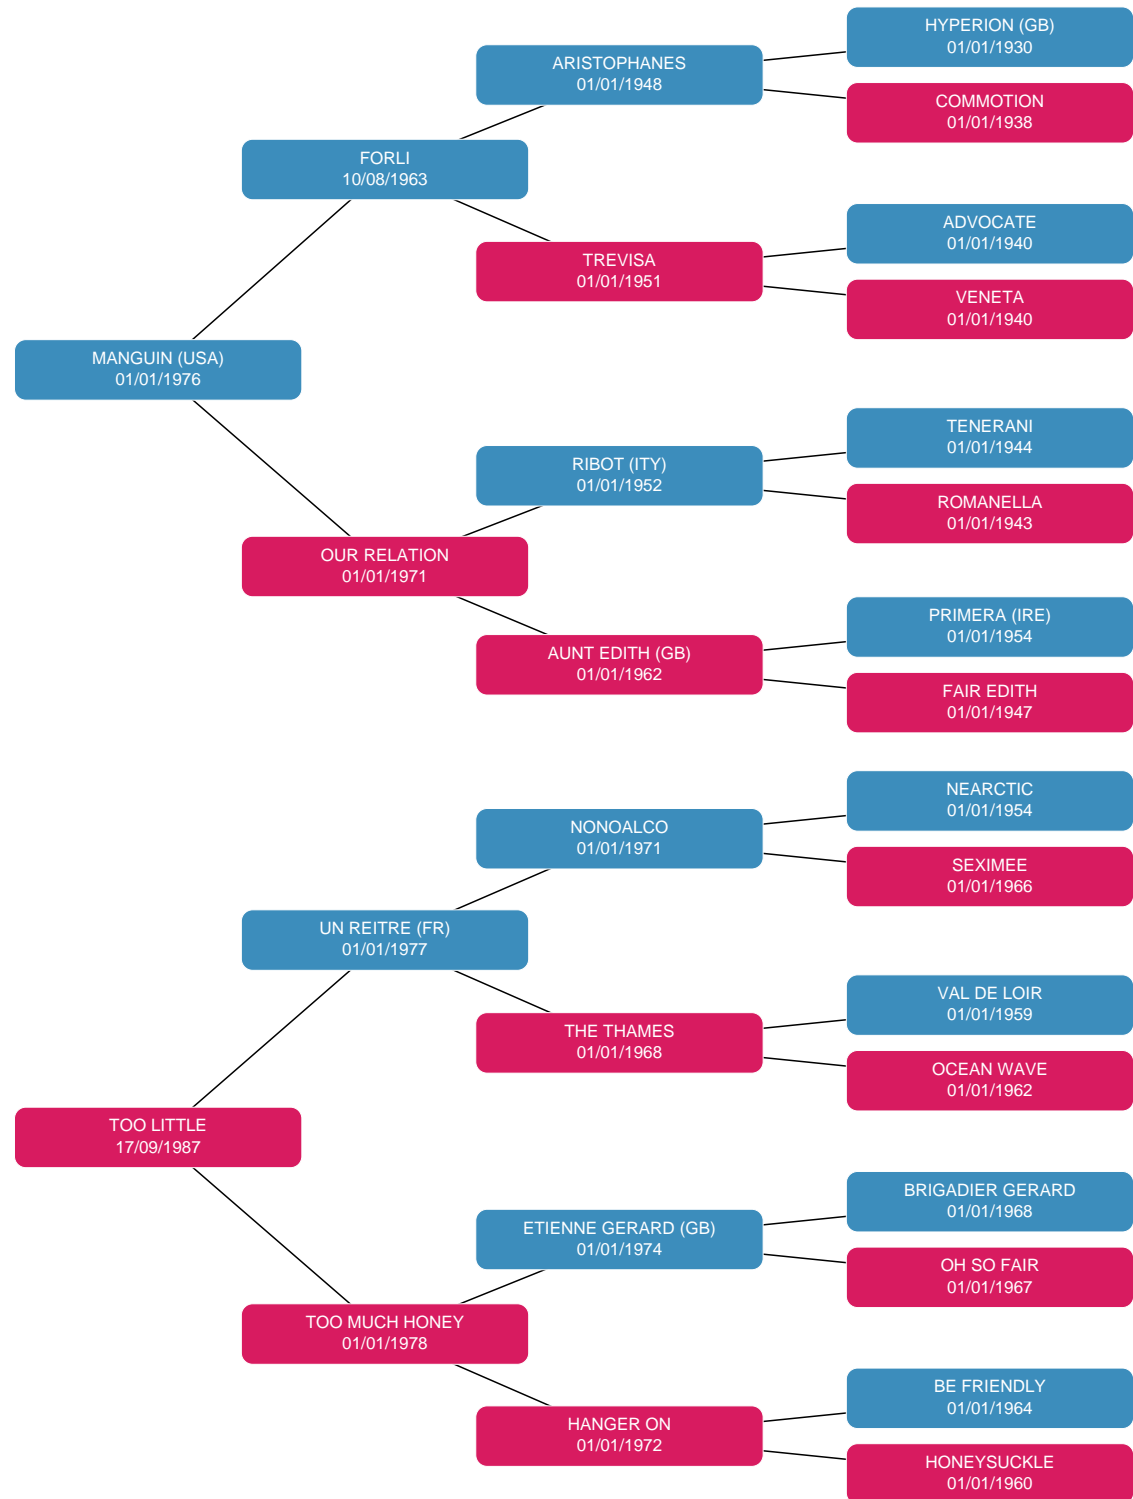 HYPERION (GB)
01/01/1930
ARISTOPHANES
01/01/1948
COMMOTION
01/01/1938
FORLI
10/08/1963
ADVOCATE
01/01/1940
TREVISA
01/01/1951
VENETA
01/01/1940
MANGUIN (USA)
01/01/1976
TENERANI
01/01/1944
RIBOT (ITY)
01/01/1952
ROMANELLA
01/01/1943
OUR RELATION
01/01/1971
PRIMERA (IRE)
01/01/1954
AUNT EDITH (GB)
01/01/1962
FAIR EDITH
01/01/1947
NEARCTIC
01/01/1954
NONOALCO
01/01/1971
SEXIMEE
01/01/1966
UN REITRE (FR)
01/01/1977
VAL DE LOIR
01/01/1959
THE THAMES
01/01/1968
OCEAN WAVE
01/01/1962
TOO LITTLE
17/09/1987
BRIGADIER GERARD
01/01/1968
ETIENNE GERARD (GB)
01/01/1974
OH SO FAIR
01/01/1967
TOO MUCH HONEY
01/01/1978
BE FRIENDLY
01/01/1964
HANGER ON
01/01/1972
HONEYSUCKLE
01/01/1960